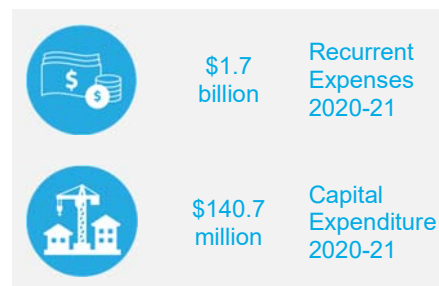 $
$
$1.7
billion
Recurrent
Expenses
2020-21
$140.7
million
Capital
Expenditure
2020-21